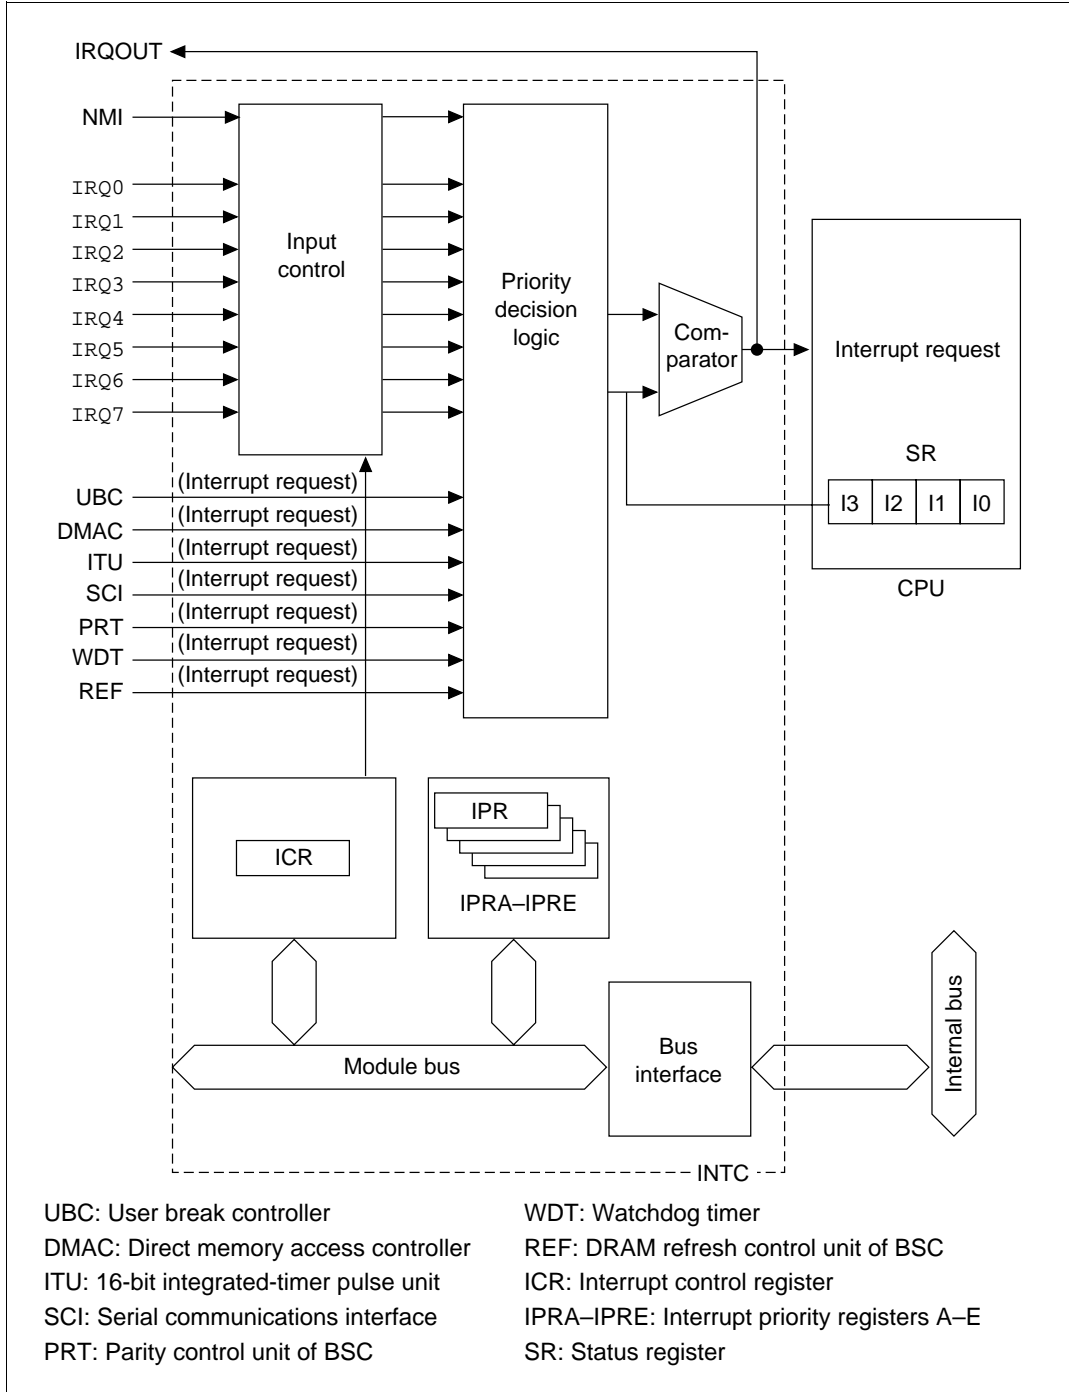 IRQOUT
NMI
IRQ0
IRQ1
IRQ2
IRQ3
IRQ4
IRQ5
IRQ6
IRQ7
Input
control
Priority
decision
logic
Com-
parator
Interrupt request
SR
I3 I2 I1 I0
CPU
UBC (Interrupt request)
DMAC (Interrupt request)
ITU (Interrupt request)
SCI (Interrupt request)
PRT (Interrupt request)
WDT (Interrupt request)
REF (Interrupt request)
ICR
IPR
IPRA–IPRE
Module bus
Bus
interface
Internal bus
INTC
UBC: User break controller
DMAC: Direct memory access controller
ITU: 16-bit integrated-timer pulse unit
SCI: Serial communications interface
PRT: Parity control unit of BSC
WDT: Watchdog timer
REF: DRAM refresh control unit of BSC
ICR: Interrupt control register
IPRA–IPRE: Interrupt priority registers A–E
SR: Status register